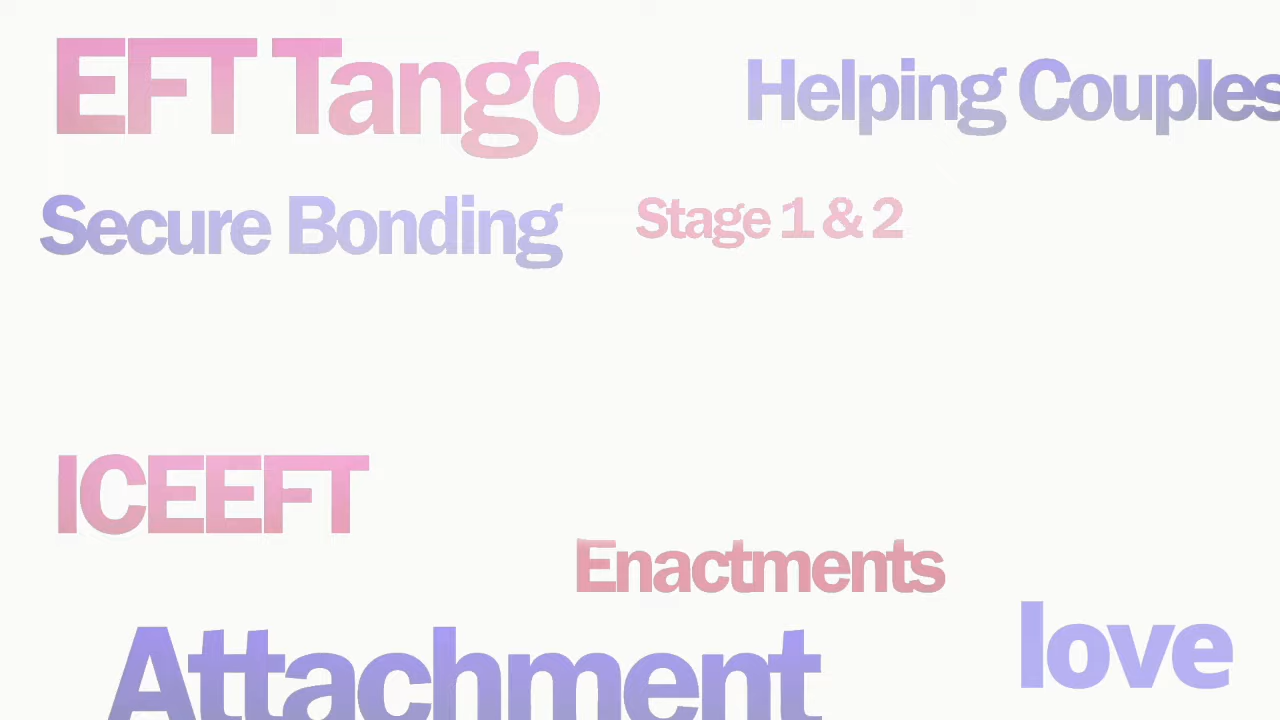 EFT Tango
Helping Couples
Secure Bonding
Stage 1 & 2
ICEEFT
Enactments
love
Attachment